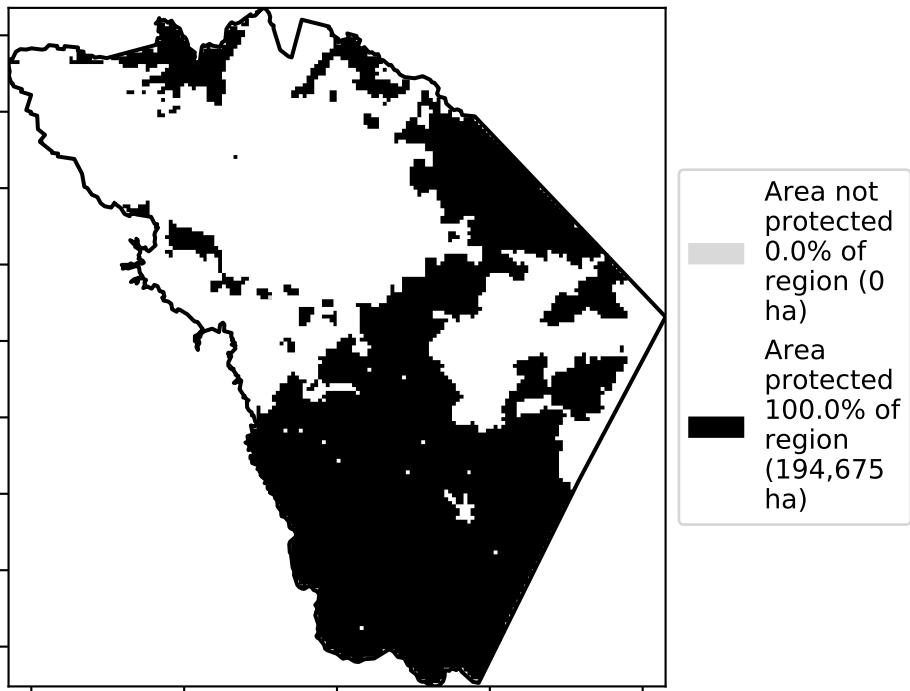 Area not
protected
0.0% of
region (0
ha)
Area
protected
100.0% of
region
(194,675
ha)